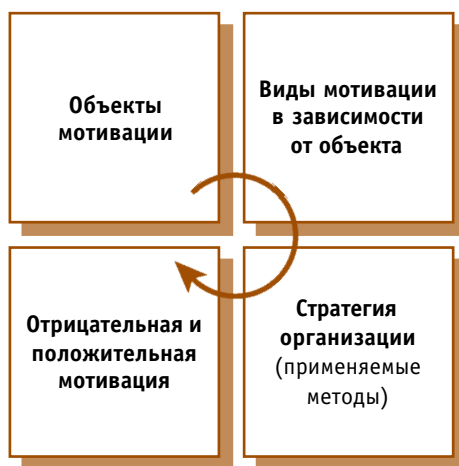 Объекты
мотивации
Виды мотивации
в зависимости
от объекта
Отрицательная и
положительная
мотивация
Стратегия
организации
(применяемые
методы)